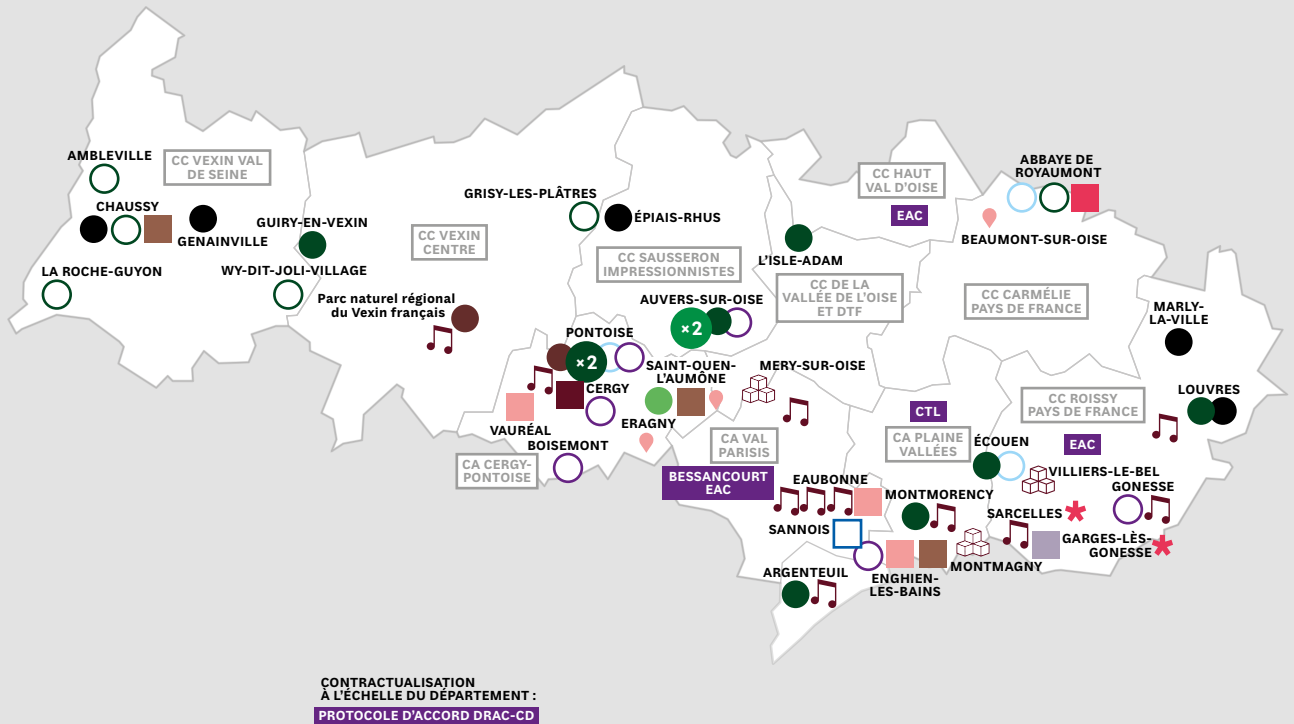 AMBLEVILLE
CC VEXIN VAL
DE SEINE
CHAUSSY
GENAINVILLE
GUIRY-EN-VEXIN
LA ROCHE-GUYON
WY-DIT-JOLI-VILLAGE
CC VEXIN
CENTRE
Parc naturel régional
du Vexin français
GRISY-LES-PLÂTRES
ÉPIAIS-RHUS
CC SAUSSERON
IMPRESSIONNISTES
AUVERS-SUR-OISE
×2
L'ISLE-ADAM
CC DE LA
VALLÉE DE L'OISE
ET DTF
CC HAUT
VAL D'OISE
EAC
ABBAYE DE
ROYAUMONT
BEAUMONT-SUR-OISE
CC CARMÉLIE
PAYS DE FRANCE
MARLY-
LA-VILLE
PONTOISE
×2
CERGY
VAURÉAL
BOISEMONT
CA CERGY-
PONTOISE
SAINT-OUEN-
L'AUMÔNE
ERAGNY
MERY-SUR-OISE
CA VAL
PARISIS
BESSANCOURT
EAC
CTL
CA PLAINE
VALLÉES
CC ROISSY
PAYS DE FRANCE
EAC
LOUVRES
ÉCOUEN
VILLIERS-LE-BEL
GONESSE
EAUBONNE
MONTMORENCY
SARCELLES
SANNOIS
GARGES-LÈS-
GONESSE
MONTMAGNY
ENGHIEN-
LES-BAINS
ARGENTEUIL
CONTRACTUALISATION
À L'ÉCHELLE DU DÉPARTEMENT :
PROTOCOLE D'ACCORD DRAC-CD